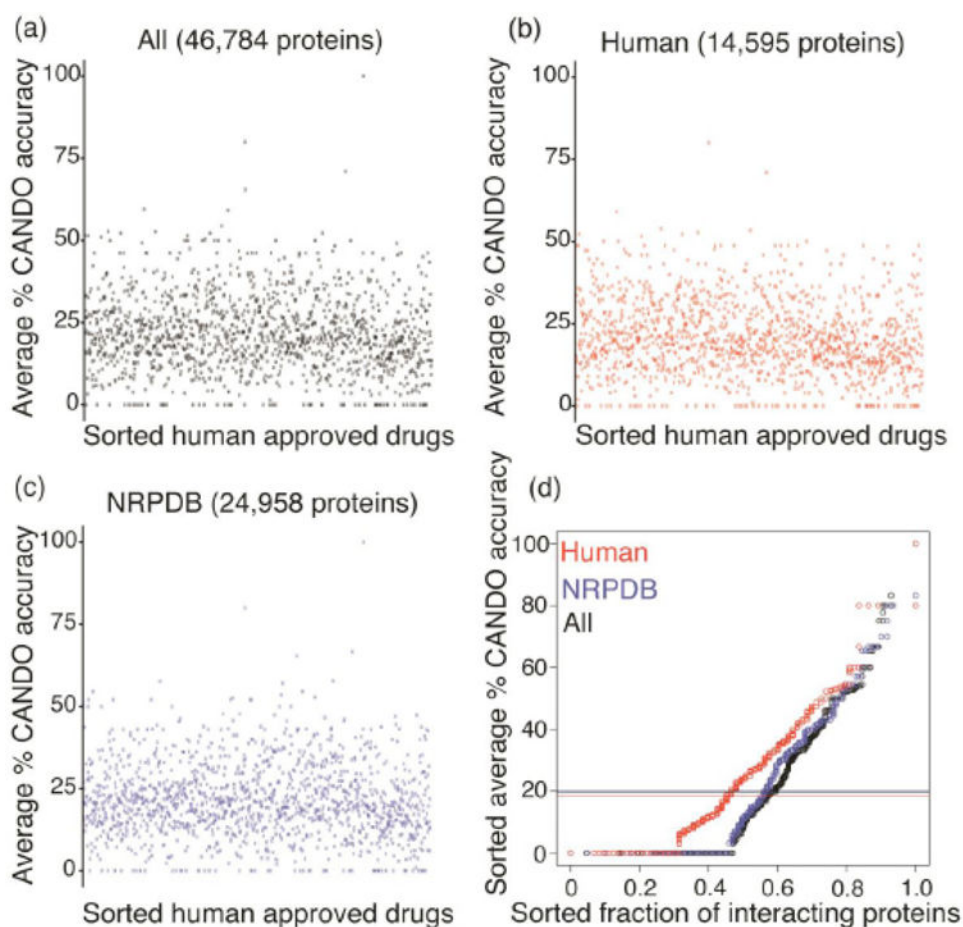 (a)
All (46,784 proteins)
Average % CANDO accuracy
100
75
50
25
0
Sorted human approved drugs
(b)
Human (14,595 proteins)
Average % CANDO accuracy
100
75
50
25
0
Sorted human approved drugs
(c)
NRPDB (24,958 proteins)
Average % CANDO accuracy
100
75
50
25
0
Sorted human approved drugs
(d)
Human
NRPDB
All
Sorted average % CANDO accuracy
100
80
60
40
20
0
0 0.2 0.4 0.6 0.8 1.0
Sorted fraction of interacting proteins